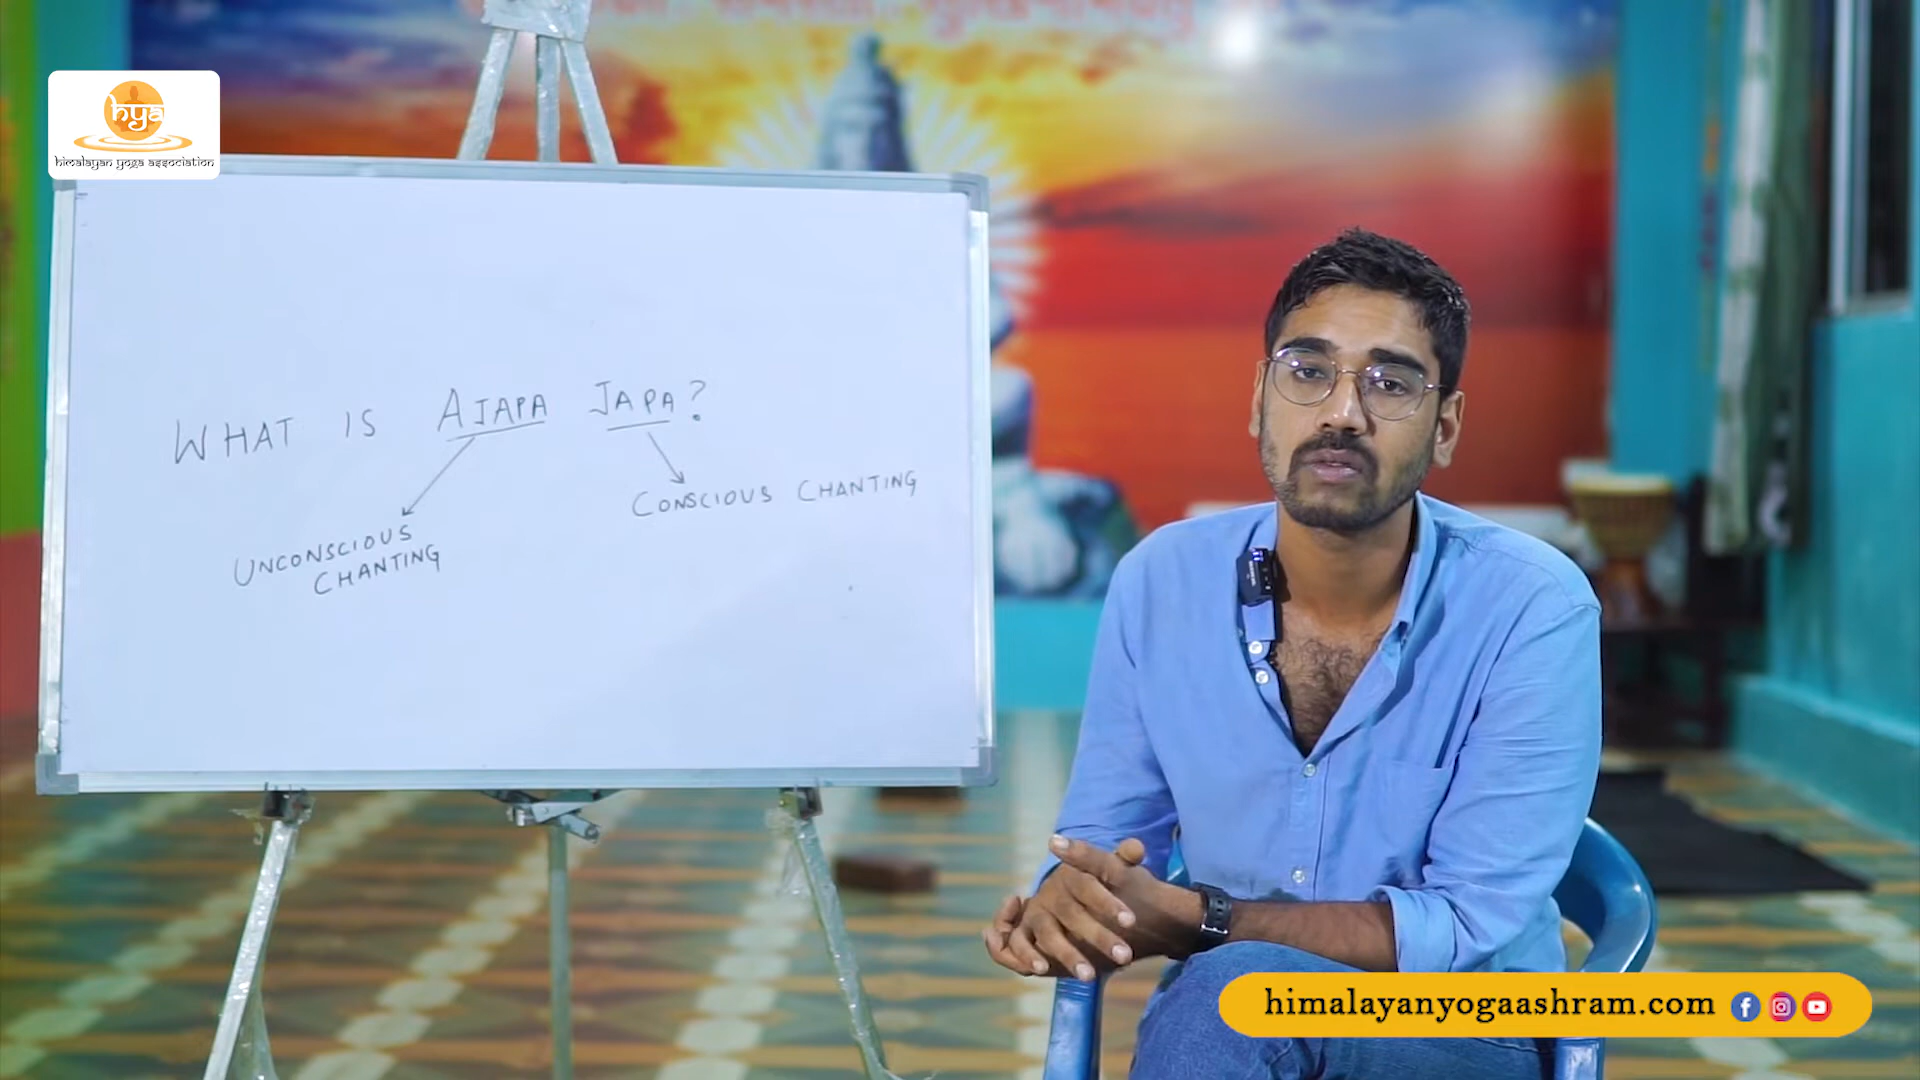 hya
himalayan yoga association
WHAT IS AJAPA JAPA?
UNCONSCIOUS
CHANTING
CONSCIOUS CHANTING
himalayanyogaashram.com